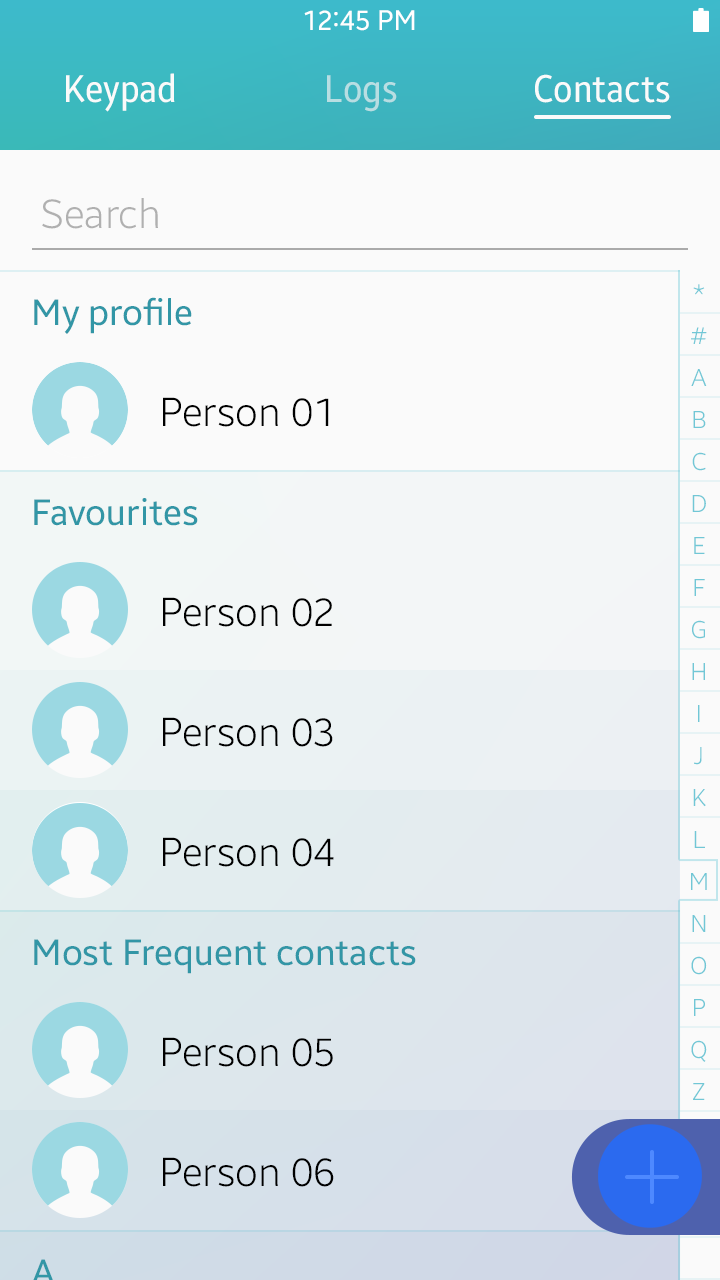 12:45 PM
Keypad Logs Contacts
Search
My profile
Person 01
Favourites
Person 02
Person 03
Person 04
Most Frequent contacts
Person 05
Person 06
A
*
#
A
B
C
D
E
F
G
H
I
J
K
L
M
N
O
P
Q
Z